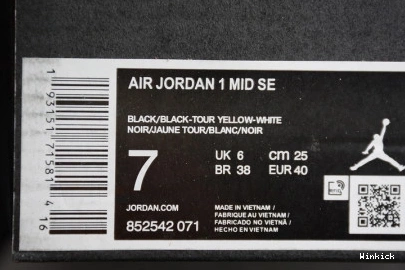 1 93151 71581 4 16
AIR JORDAN 1 MID SE
BLACK/BLACK-TOUR YELLOW-WHITE
NOIR/JAUNE TOUR/BLANC/NOIR
7
UK 6 cm 25
BR 38 EUR 40
JORDAN.COM
852542 071
MADE IN VIETNAM /
FABRIQUE AU VIETNAM /
FABRICADO NO VIETNÃ /
HECHO EN VIETNAM
Winkick